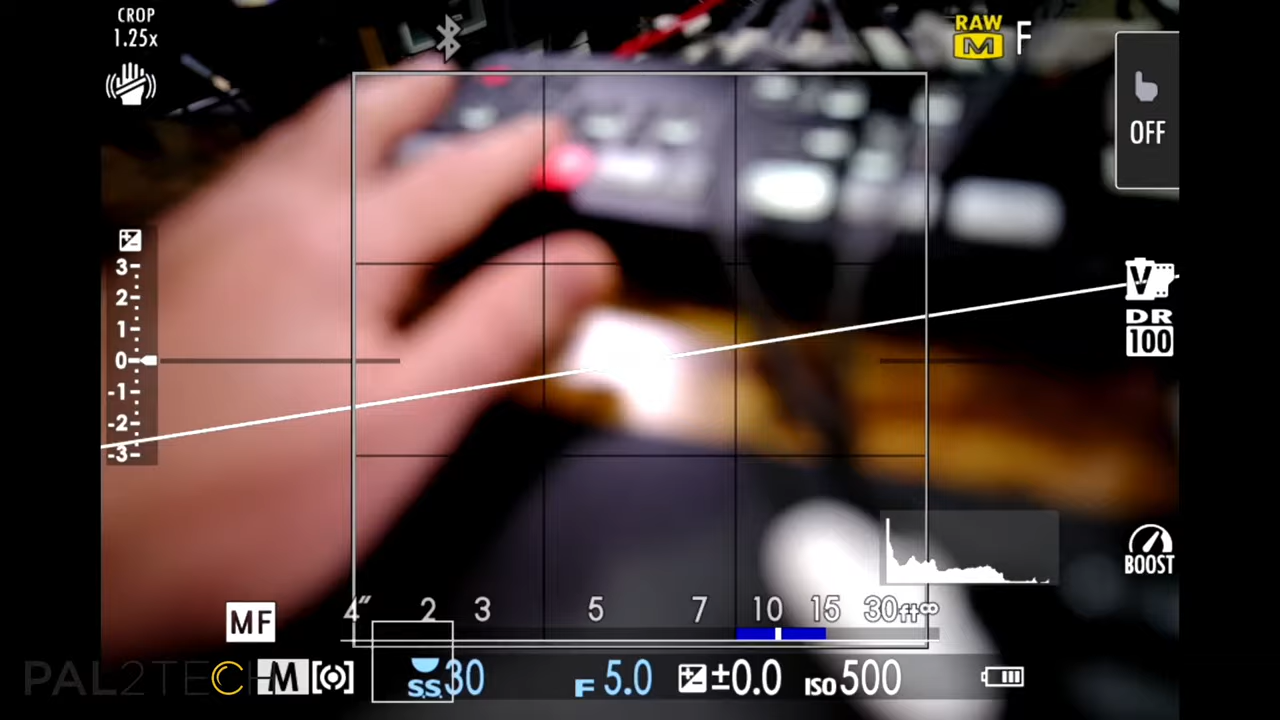 CROP
1.25x
RAW
M F
OFF
3
2
1
0
-1
-2
-3
V
DR
100
BOOST
4" 2 3 5 7 10 15 30ft∞
MF
PAL2TECH
M S.S. 30 F 5.0 ±0.0 ISO 500